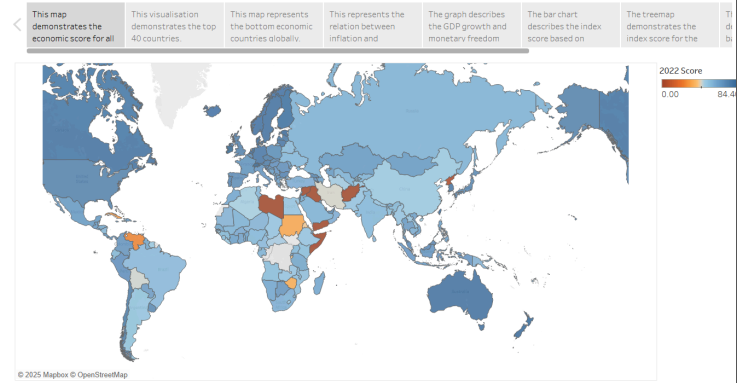 This map
demonstrates the
economic score for all
This visualisation
demonstrates the top
40 countries.
This map represents
the bottom economic
countries globally.
This represents the
relation between
inflation and
The graph describes
the GDP growth and
monetary freedom
The bar chart
describes the index
score based on
The treemap
demonstrates the
index score for the
2022 Score
0.00
84.40
© 2025 Mapbox © OpenStreetMap